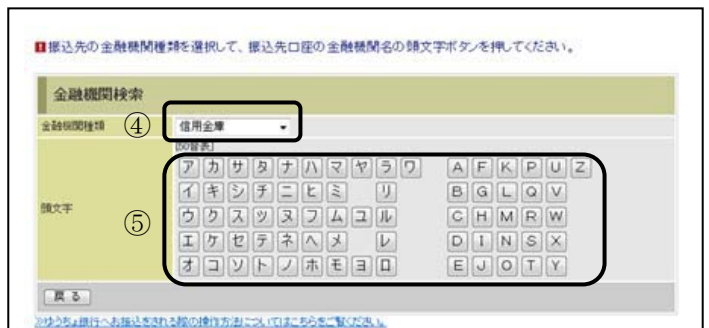 ■振込先の金融機関種類を選択して、振込先口座の金融機関名の頭文字ボタンを押してください。
金融機関検索
金融機関種類 ④ 信用金庫
[50音表]
ア カ サ タ ナ ハ マ ヤ ラ ワ A F K P U Z
イ キ シ チ ニ ヒ ミ リ B G L Q V
頭文字 ⑤ ウ ク ス ツ ヌ フ ム ユ ル C H M R W
エ ケ セ テ ネ ヘ メ レ D I N S X
オ コ ソ ト ノ ホ モ ヨ ロ E J O T Y
戻る
※ゆうちょ銀行へお振込をされる際の操作方法についてはこちらをご覧ください。